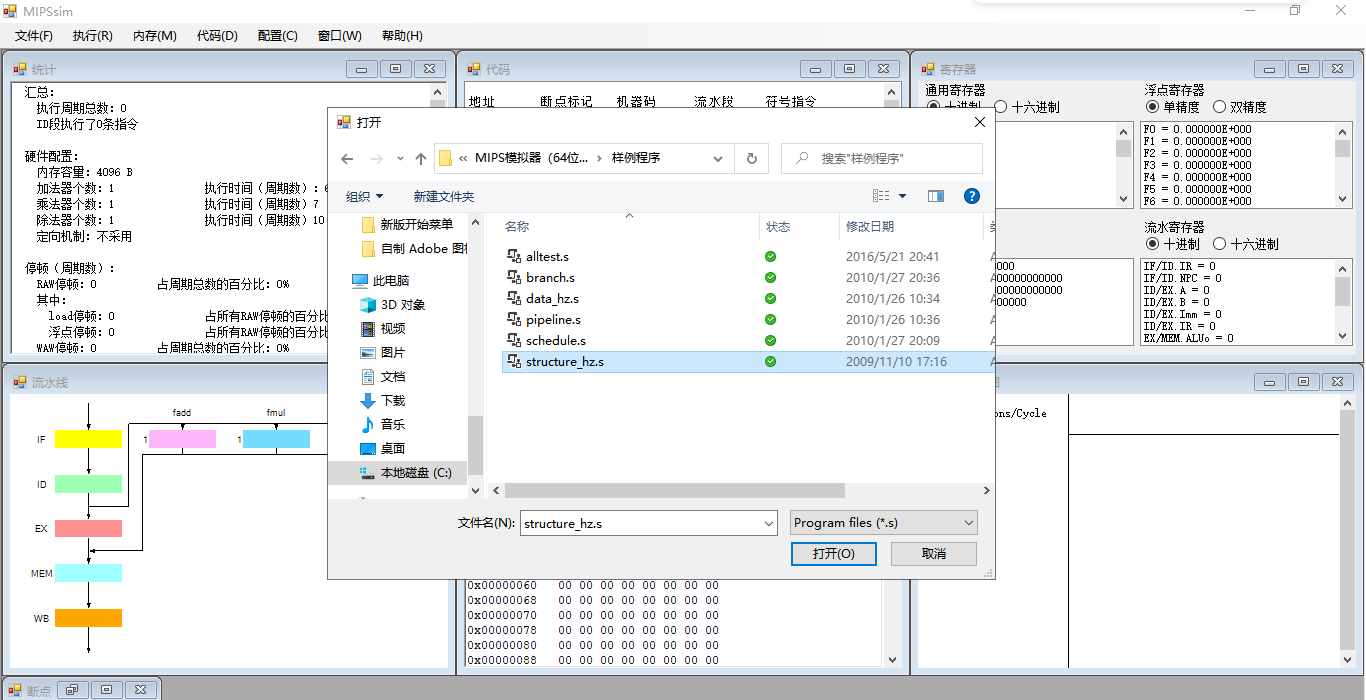 MIPSsim
文件(F) 执行(R) 内存(M) 代码(D) 配置(C) 窗口(W) 帮助(H)
统计
汇总:
执行周期总数: 0
ID段执行了0条指令
硬件配置:
内存容量: 4096 B
加法器个数: 1 执行时间（周期数）: 6
乘法器个数: 1 执行时间（周期数）7
除法器个数: 1 执行时间（周期数）10
定向机制: 不采用
停顿（周期数）:
RAW停顿: 0 占周期总数的百分比: 0%
其中:
load停顿: 0 占所有RAW停顿的百分比
浮点停顿: 0 占所有RAW停顿的百分比
WAW停顿: 0 占周期总数的百分比: 0%
代码
地址 断点标记 机器码 流水段 符号指令
寄存器
通用寄存器
十进制 十六进制
浮点寄存器
单精度 双精度
F0 = 0.000000E+000
F1 = 0.000000E+000
F2 = 0.000000E+000
F3 = 0.000000E+000
F4 = 0.000000E+000
F5 = 0.000000E+000
F6 = 0.000000E+000
流水寄存器
十进制 十六进制
IF/ID.IR = 0
IF/ID.NPC = 0
ID/EX.A = 0
ID/EX.B = 0
ID/EX.Imm = 0
ID/EX.IR = 0
EX/MEM.ALUo = 0
打开
« MIPS模拟器（64位... › 样例程序
搜索"样例程序"
组织 新建文件夹
新版开始菜单
自制 Adobe 图标
此电脑
3D 对象
视频
图片
文档
下载
音乐
桌面
本地磁盘 (C:)
名称 状态 修改日期
alltest.s 2016/5/21 20:41
branch.s 2010/1/27 20:36
data_hz.s 2010/1/26 10:34
pipeline.s 2010/1/26 10:36
schedule.s 2010/1/27 20:09
structure_hz.s 2009/11/10 17:16
文件名(N): structure_hz.s Program files (*.s)
打开(O) 取消
流水线
fadd fmul
IF 1 1
ID
EX
MEM
WB
0x00000060 00 00 00 00 00 00 00 00
0x00000068 00 00 00 00 00 00 00 00
0x00000070 00 00 00 00 00 00 00 00
0x00000078 00 00 00 00 00 00 00 00
0x00000080 00 00 00 00 00 00 00 00
0x00000088 00 00 00 00 00 00 00 00
ons/Cycle
断点